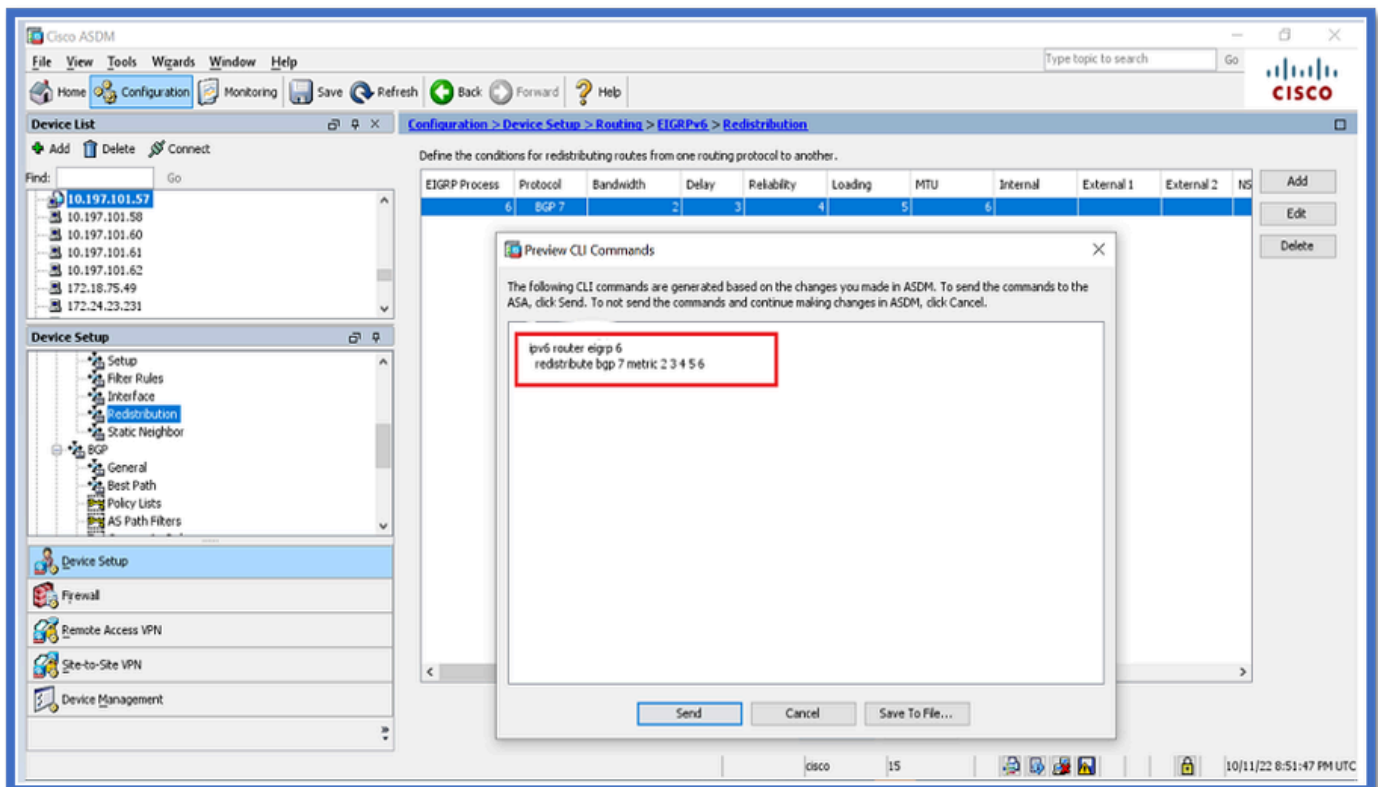 Cisco ASDM
File View Tools Wizards Window Help
Type topic to search Go
Home Configuration Monitoring Save Refresh Back Forward Help
CISCO
Device List
Add Delete Connect
Find: Go
10.197.101.57
10.197.101.58
10.197.101.60
10.197.101.61
10.197.101.62
172.18.75.49
172.24.23.231
Device Setup
Setup
Filter Rules
Interface
Redistribution
Static Neighbor
BGP
General
Best Path
Policy Lists
AS Path Filters
Device Setup
Firewall
Remote Access VPN
Site-to-Site VPN
Device Management
Configuration > Device Setup > Routing > EIGRPv6 > Redistribution
Define the conditions for redistributing routes from one routing protocol to another.
EIGRP Process Protocol Bandwidth Delay Reliability Loading MTU Internal External 1 External 2 NS
6 BGP 7 2 3 4 5 6
Add
Edit
Delete
Preview CLI Commands
The following CLI commands are generated based on the changes you made in ASDM. To send the commands to the
ASA, click Send. To not send the commands and continue making changes in ASDM, click Cancel.
ipv6 router eigrp 6
redistribute bgp 7 metric 2 3 4 5 6
Send Cancel Save To File...
cisco 15 10/11/22 8:51:47 PM UTC